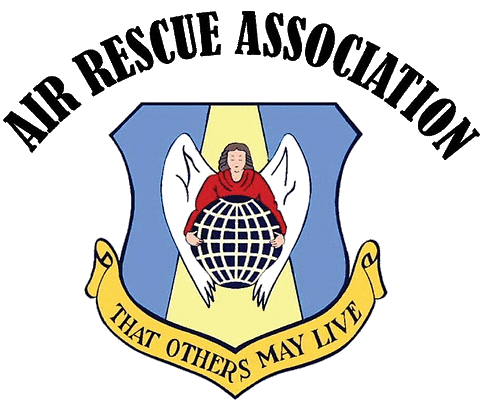 AIR RESCUE ASSOCIATION
THAT OTHERS MAY LIVE